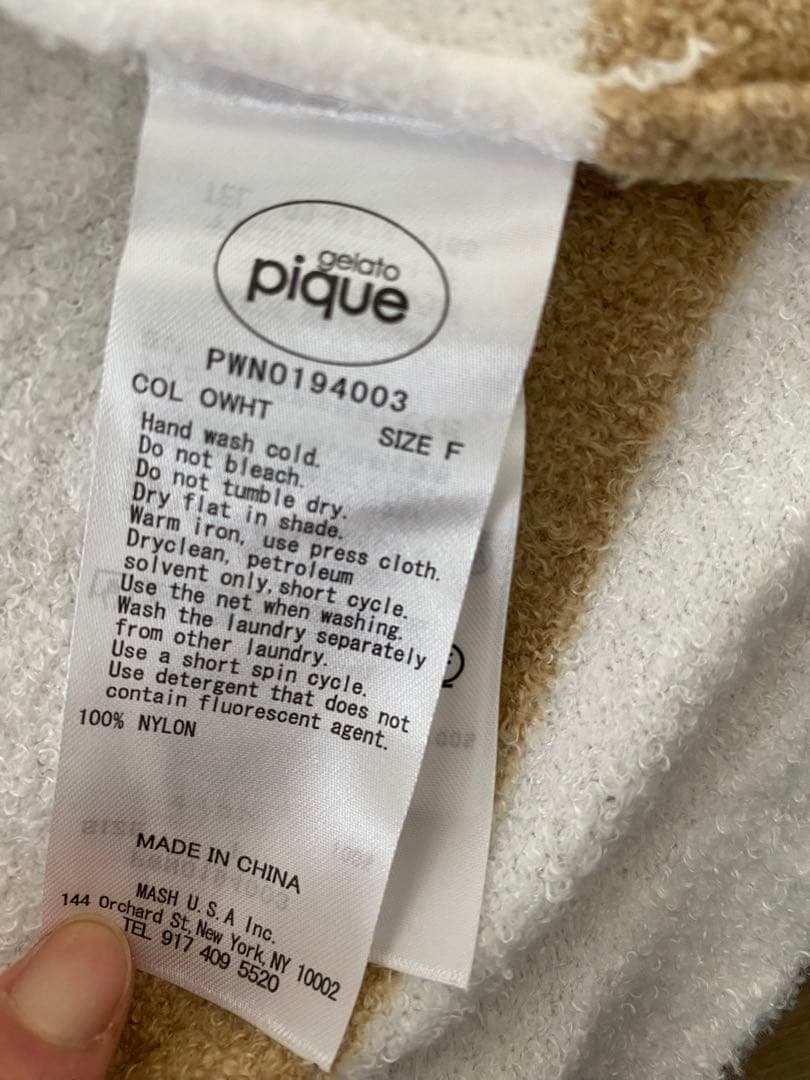 gelato
pique
PWNO194003
COL OWHT
SIZE F
Hand wash cold.
Do not bleach.
Do not tumble dry.
Dry flat in shade.
Warm iron, use press cloth.
Dryclean, petroleum
solvent only, short cycle.
Use the net when washing.
Wash the laundry separately
from other laundry.
Use a short spin cycle.
Use detergent that does not
contain fluorescent agent.
100% NYLON
MADE IN CHINA
MASH U.S.A Inc.
144 Orchard St, New York, NY 10002
TEL 917 409 5520